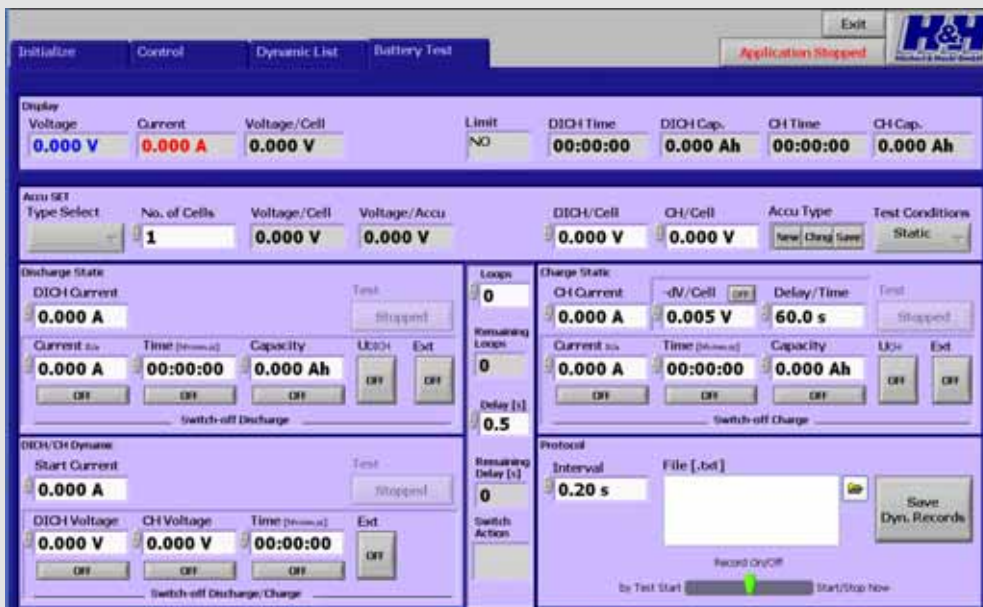 Exit
H&H
Initialize Control Dynamic List Battery Test
Application Stopped
Display
Voltage Current Voltage/Cell Limit DICH Time DICH Cap. CH Time CH Cap.
0.000 V 0.000 A 0.000 V NO 00:00:00 0.000 Ah 00:00:00 0.000 Ah
Accu SET
Type Select No. of Cells Voltage/Cell Voltage/Accu DICH/Cell CH/Cell Accu Type Test Conditions
1 0.000 V 0.000 V 0.000 V 0.000 V New Chng Save Static
Discharge Static
DICH Current Test
0.000 A Stopped
Current Time Capacity UDICH Ext
0.000 A 00:00:00 0.000 Ah OFF OFF
OFF OFF OFF
Switch-off Discharge
Loops
0
Remaining
Loops
0
Delay [s]
0.5
Remaining
Delay [s]
0
Switch
Action
Charge Static
CH Current -dV/Cell OFF Delay/Time Test
0.000 A 0.005 V 60.0 s Stopped
Current Time Capacity UCH Ext
0.000 A 00:00:00 0.000 Ah OFF OFF
OFF OFF OFF
Switch-off Charge
DICH/CH Dynamic
Start Current Test
0.000 A Stopped
DICH Voltage CH Voltage Time Ext
0.000 V 0.000 V 00:00:00 OFF
OFF OFF OFF
Switch-off Discharge/Charge
Protocol
Interval File [.txt]
0.20 s
Save
Dyn. Records
Record On/Off
by Test Start Start/Stop Now